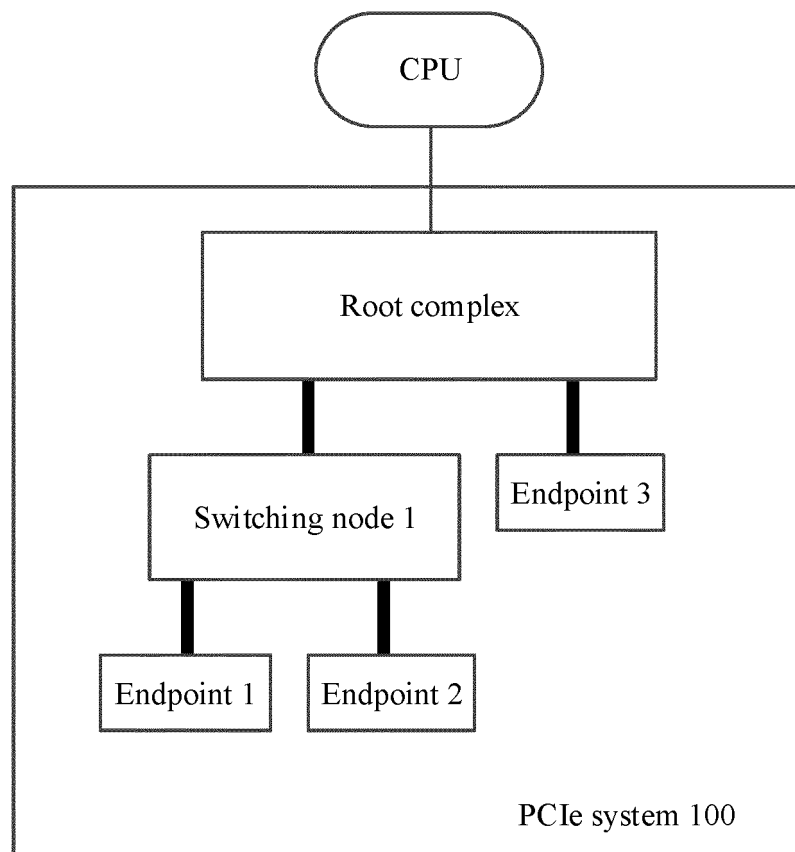 CPU
Root complex
Endpoint 3
Switching node 1
Endpoint 1
Endpoint 2
PCIe system 100